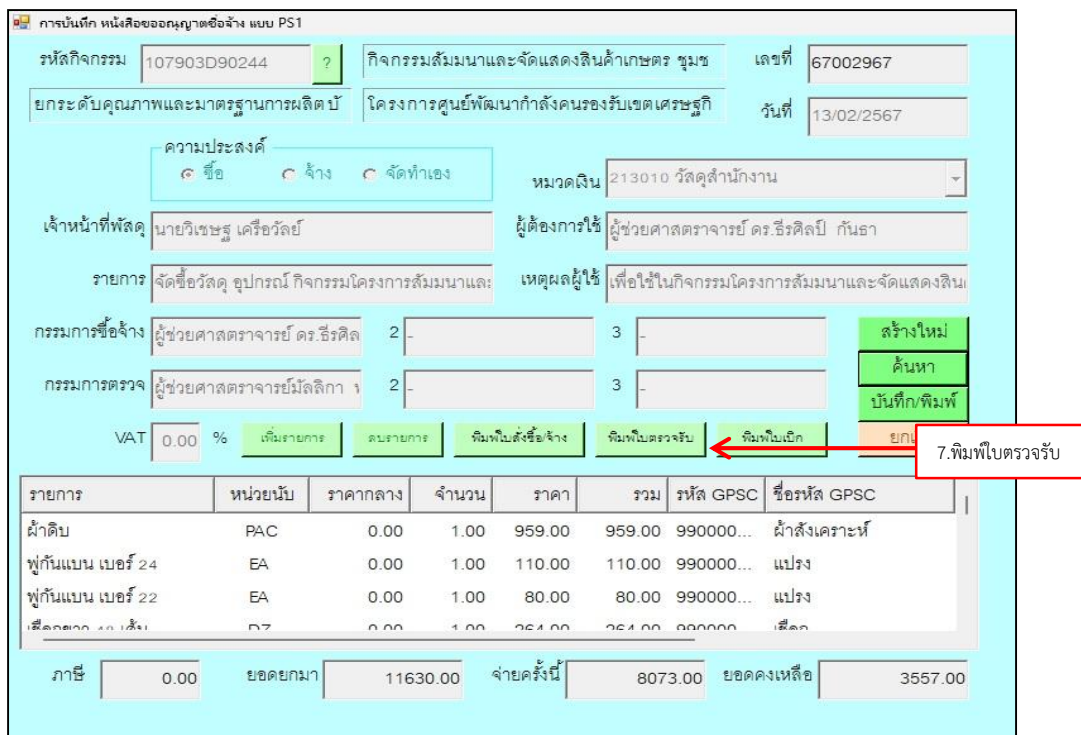 การบันทึก หนังสือขออณุญาตซื่อจ้าง แบบ PS1
รหัสกิจกรรม 107903D90244 ? กิจกรรมสัมมนาและจัดแสดงสินค้าเกษตร ชุมช เลขที่ 67002967
ยกระดับคุณภาพและมาตรฐานการผลิต บั โครงการศูนย์พัฒนากำลังคนรองรับเขตเศรษฐกิ วันที่ 13/02/2567
ความประสงค์
ซื้อ จ้าง จัดทำเอง หมวดเงิน 213010 วัสดุสำนักงาน
เจ้าหน้าที่พัสดุ นายวิเชษฐ เครือวัลย์ ผู้ต้องการใช้ ผู้ช่วยศาสตราจารย์ ดร.ธีรศิลป์ กันธา
รายการ จัดซื้อวัสดุ อุปกรณ์ กิจกรรมโครงการสัมมนาและ เหตุผลผู้ใช้ เพื่อใช้ในกิจกรรมโครงการสัมมนาและจัดแสดงสิน
กรรมการซื้อจ้าง ผู้ช่วยศาสตราจารย์ ดร.ธีรศิล 2 - 3 - สร้างใหม่
ค้นหา
กรรมการตรวจ ผู้ช่วยศาสตราจารย์มัลลิกา 2 - 3 - บันทึก/พิมพ์
VAT 0.00 % เพิ่มรายการ ลบรายการ พิมพ์ใบสั่งซื้อ/จ้าง พิมพ์ใบตรวจรับ พิมพ์ใบเบิก
7.พิมพ์ใบตรวจรับ
รายการ หน่วยนับ ราคากลาง จำนวน ราคา รวม รหัส GPSC ชื่อรหัส GPSC
ผ้าดิบ PAC 0.00 1.00 959.00 959.00 990000... ผ้าสังเคราะห์
พู่กันแบน เบอร์ 24 EA 0.00 1.00 110.00 110.00 990000... แปรง
พู่กันแบน เบอร์ 22 EA 0.00 1.00 80.00 80.00 990000... แปรง
DZ 0.00 1.00 264.00 264.00 990000
ภาษี 0.00 ยอดยกมา 11630.00 จ่ายครั้งนี้ 8073.00 ยอดคงเหลือ 3557.00